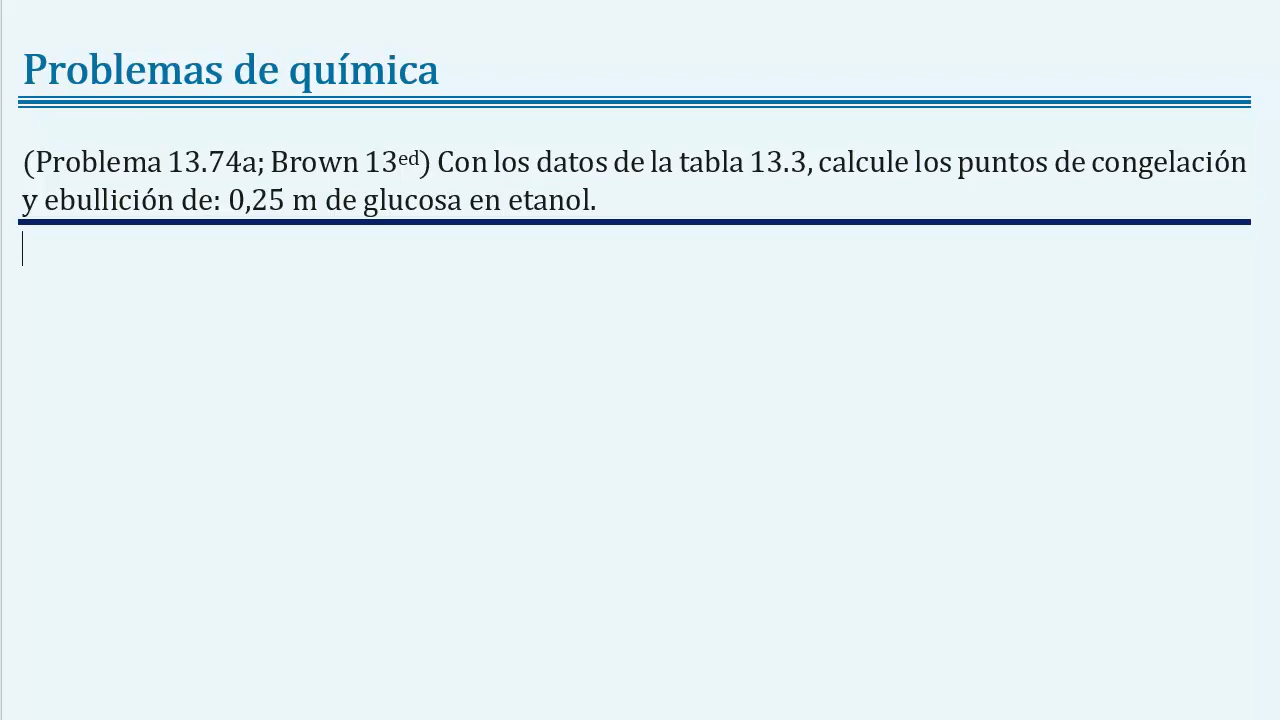 Problemas de química
(Problema 13.74a; Brown 13ed) Con los datos de la tabla 13.3, calcule los puntos de congelación
y ebullición de: 0,25 m de glucosa en etanol.